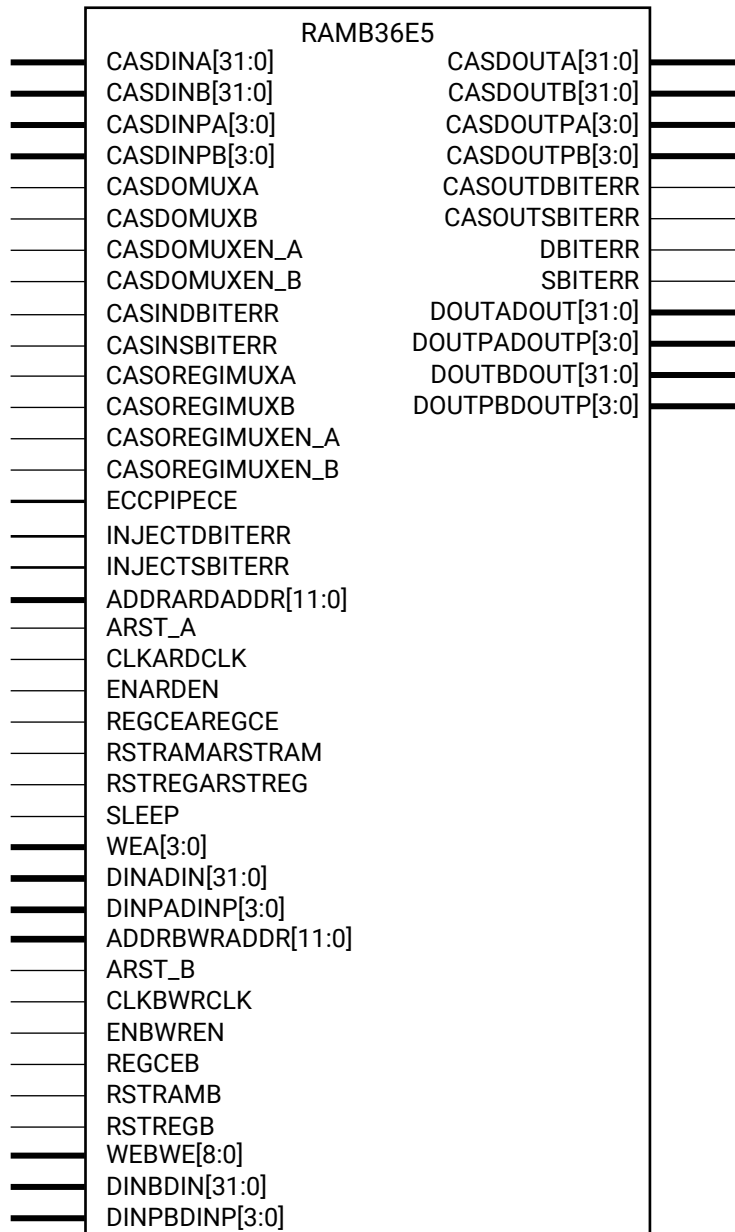 RAMB36E5
CASDINA[31:0] CASDOUTA[31:0]
CASDINB[31:0] CASDOUTB[31:0]
CASDINPA[3:0] CASDOUTPA[3:0]
CASDINPB[3:0] CASDOUTPB[3:0]
CASDOMUXA CASOUTDBITERR
CASDOMUXB CASOUTSBITERR
CASDOMUXEN_A DBITERR
CASDOMUXEN_B SBITERR
CASINDBITERR DOUTADOUT[31:0]
CASINSBITERR DOUTPADOUTP[3:0]
CASOREGIMUXA DOUTBDOUT[31:0]
CASOREGIMUXB DOUTPBDOUTP[3:0]
CASOREGIMUXEN_A
CASOREGIMUXEN_B
ECCPIPECE
INJECTDBITERR
INJECTSBITERR
ADDRARDADDR[11:0]
ARST_A
CLKARDCLK
ENARDEN
REGCEAREGCE
RSTRAMARSTRAM
RSTREGARSTREG
SLEEP
WEA[3:0]
DINADIN[31:0]
DINPADINP[3:0]
ADDRBWRADDR[11:0]
ARST_B
CLKBWRCLK
ENBWREN
REGCEB
RSTRAMB
RSTREGB
WEBWE[8:0]
DINBDIN[31:0]
DINPBDINP[3:0]